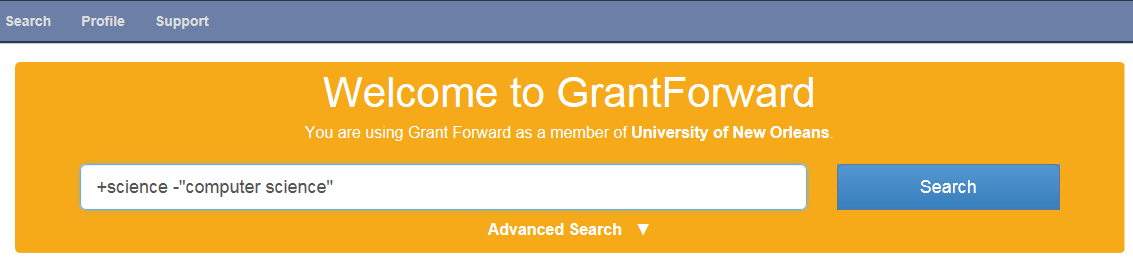 Search Profile Support
Welcome to GrantForward
You are using Grant Forward as a member of University of New Orleans.
+science -"computer science"
Search
Advanced Search ▼